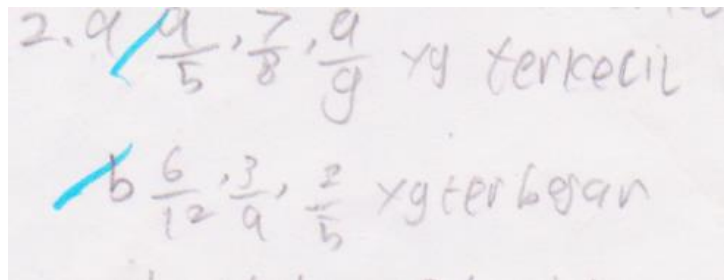 2. a 9/5, 7/8, 9/9 yg terkecil
b 6/12, 3/9, 2/5 yg terbesar